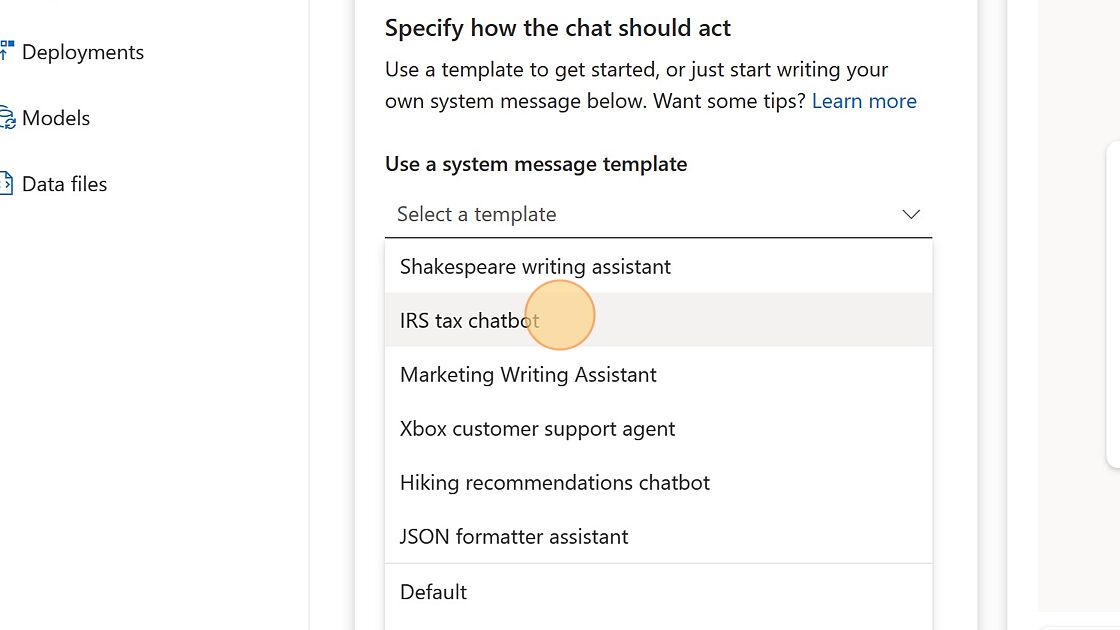 Deployments
Models
Data files
Specify how the chat should act
Use a template to get started, or just start writing your
own system message below. Want some tips? Learn more
Use a system message template
Select a template
Shakespeare writing assistant
IRS tax chatbot
Marketing Writing Assistant
Xbox customer support agent
Hiking recommendations chatbot
JSON formatter assistant
Default